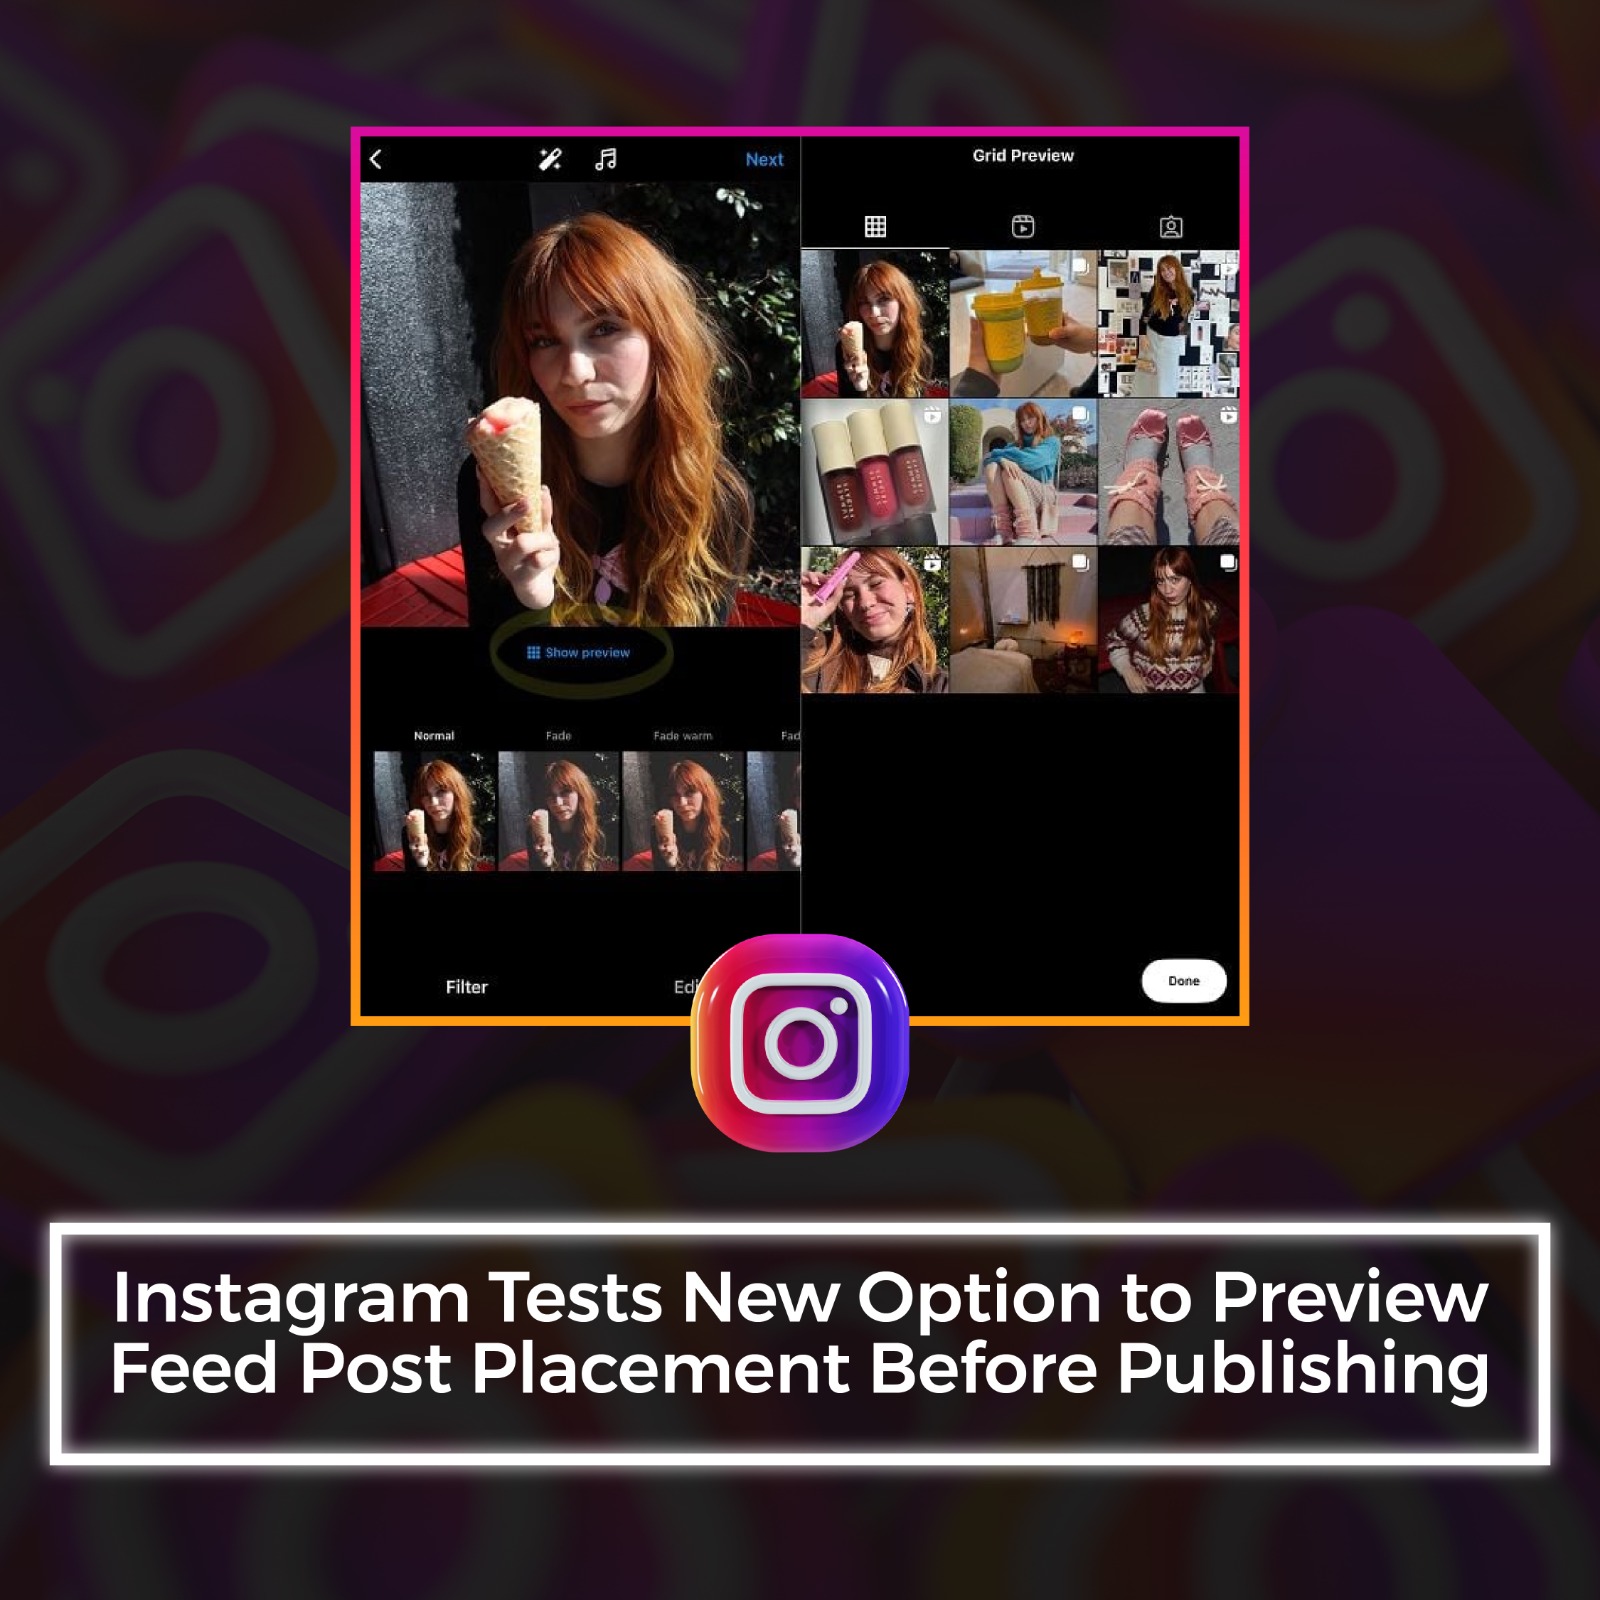 Next
Show preview
Normal
Fade
Fade warm
Fad
Filter
Edi
Grid Preview
Done
Instagram Tests New Option to Preview
Feed Post Placement Before Publishing